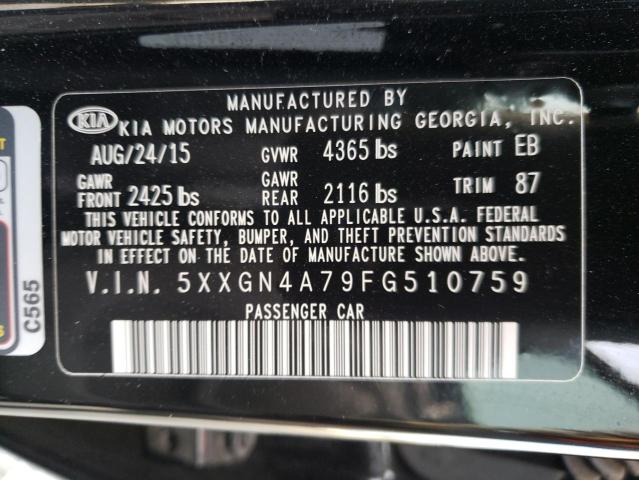 MANUFACTURED BY
KIA KIA MOTORS MANUFACTURING GEORGIA, INC.
AUG/24/15 GVWR 4365 lbs PAINT EB
GAWR FRONT 2425 lbs GAWR REAR 2116 lbs TRIM 87
THIS VEHICLE CONFORMS TO ALL APPLICABLE U.S.A. FEDERAL
MOTOR VEHICLE SAFETY, BUMPER, AND THEFT PREVENTION STANDARDS
IN EFFECT ON THE DATE OF MANUFACTURE SHOWN ABOVE.
V.I.N. 5XXGN4A79FG510759
PASSENGER CAR
C565